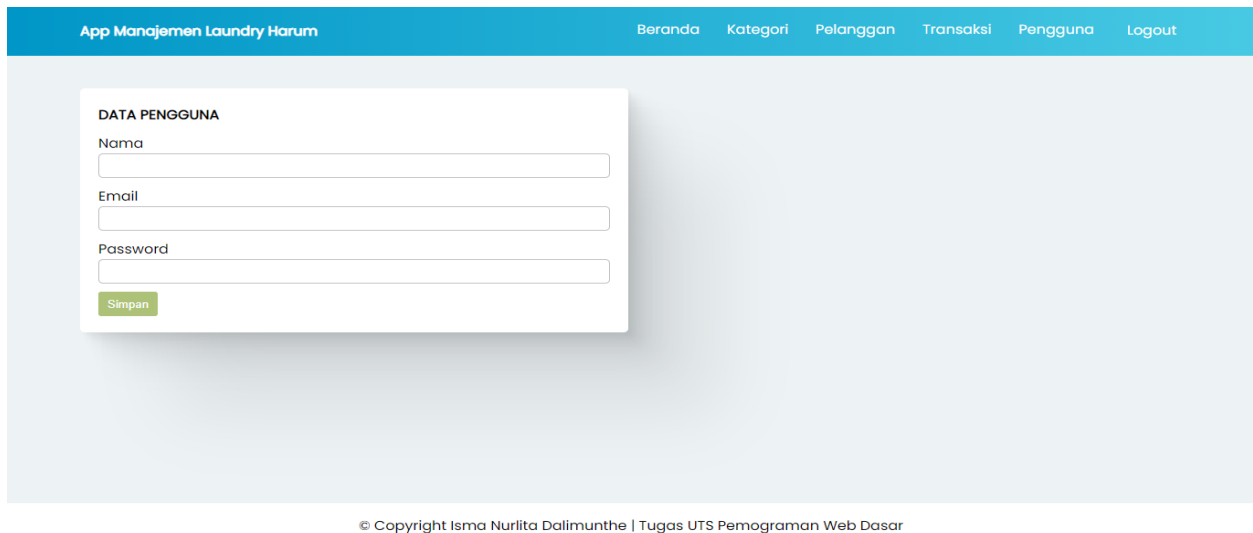 App Manajemen Laundry Harum
Beranda Kategori Pelanggan Transaksi Pengguna Logout
DATA PENGGUNA
Nama
Email
Password
Simpan
© Copyright Isma Nurlita Dalimunthe | Tugas UTS Pemograman Web Dasar